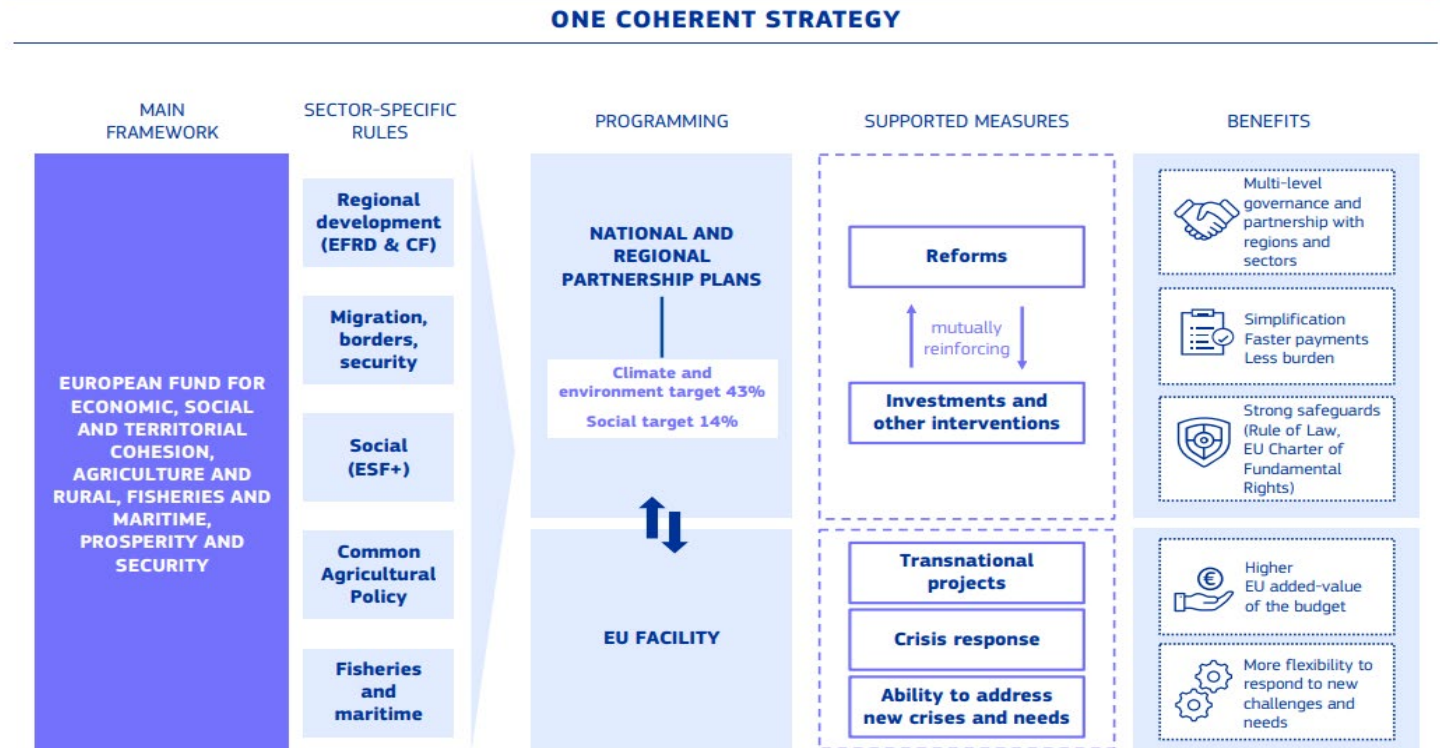 ONE COHERENT STRATEGY
MAIN
FRAMEWORK
SECTOR-SPECIFIC
RULES
PROGRAMMING
SUPPORTED MEASURES
BENEFITS
EUROPEAN FUND FOR
ECONOMIC, SOCIAL
AND TERRITORIAL
COHESION,
AGRICULTURE AND
RURAL, FISHERIES AND
MARITIME,
PROSPERITY AND
SECURITY
Regional
development
(EFRD & CF)
Migration,
borders,
security
Social
(ESF+)
Common
Agricultural
Policy
Fisheries
and
maritime
NATIONAL AND
REGIONAL
PARTNERSHIP PLANS
Climate and
environment target 43%
Social target 14%
EU FACILITY
Reforms
mutually
reinforcing
Investments and
other interventions
Transnational
projects
Crisis response
Ability to address
new crises and needs
Multi-level
governance and
partnership with
regions and
sectors
Simplification
Faster payments
Less burden
Strong safeguards
(Rule of Law,
EU Charter of
Fundamental
Rights)
€
Higher
EU added-value
of the budget
More flexibility to
respond to new
challenges and
needs